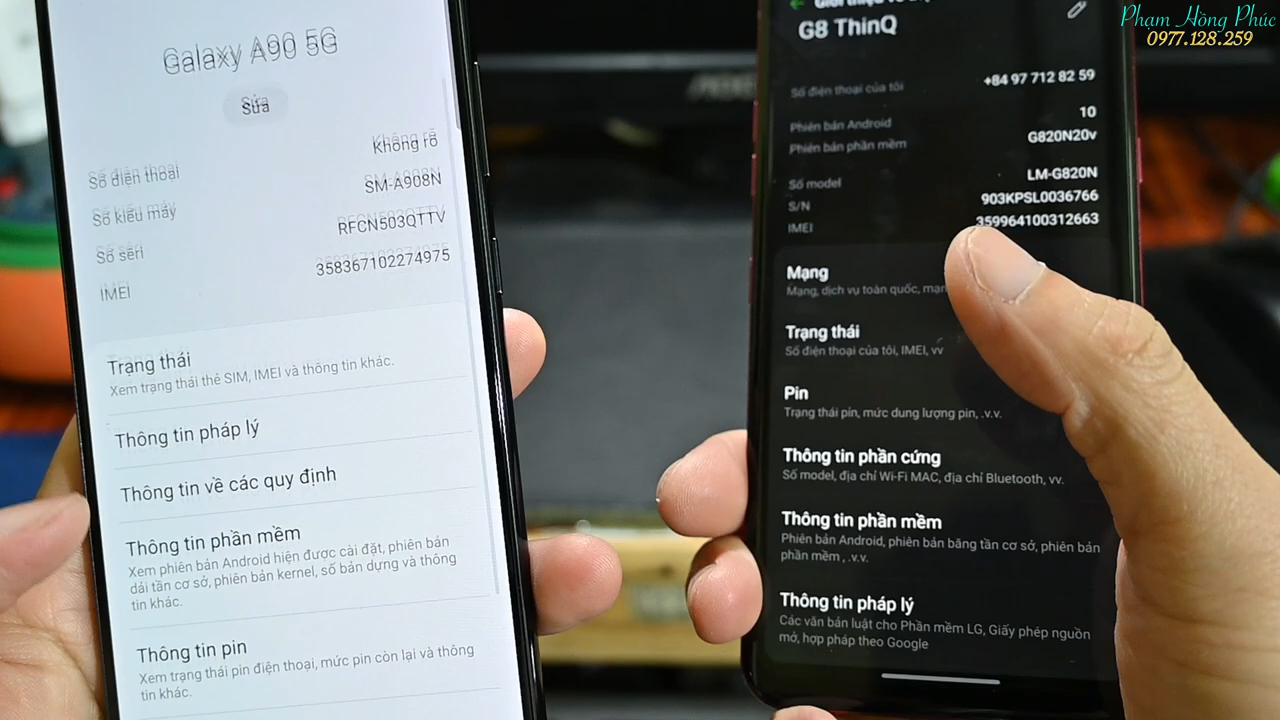 Phạm Hồng Phúc
0977.128.259
Galaxy A90 5G
Sửa
Số điện thoại
Không rõ
Số kiểu máy
SM-A908N
Số sêri
RFCN503QTTV
IMEI
358367102274975
Trạng thái
Xem trạng thái thẻ SIM, IMEI và thông tin khác.
Thông tin pháp lý
Thông tin về các quy định
Thông tin phần mềm
Xem phiên bản Android hiện được cài đặt, phiên bản
dải tần cơ sở, phiên bản kernel, số bản dựng và thông
tin khác.
Thông tin pin
Xem trạng thái pin điện thoại, mức pin còn lại và thông
tin khác.
G8 ThinQ
Số điện thoại của tôi
+84 97 712 82 59
Phiên bản Android
10
Phiên bản phần mềm
G820N20v
Số model
LM-G820N
S/N
903KPSL0036766
IMEI
359964100312663
Mạng
Mạng, dịch vụ toàn quốc, mạn
Trạng thái
Số điện thoại của tôi, IMEI, vv
Pin
Trạng thái pin, mức dung lượng pin, .v.v.
Thông tin phần cứng
Số model, địa chỉ Wi-Fi MAC, địa chỉ Bluetooth, vv.
Thông tin phần mềm
Phiên bản Android, phiên bản băng tần cơ sở, phiên bản
phần mềm , .v.v.
Thông tin pháp lý
Các văn bản luật cho Phần mềm LG, Giấy phép nguồn
mở, hợp pháp theo Google